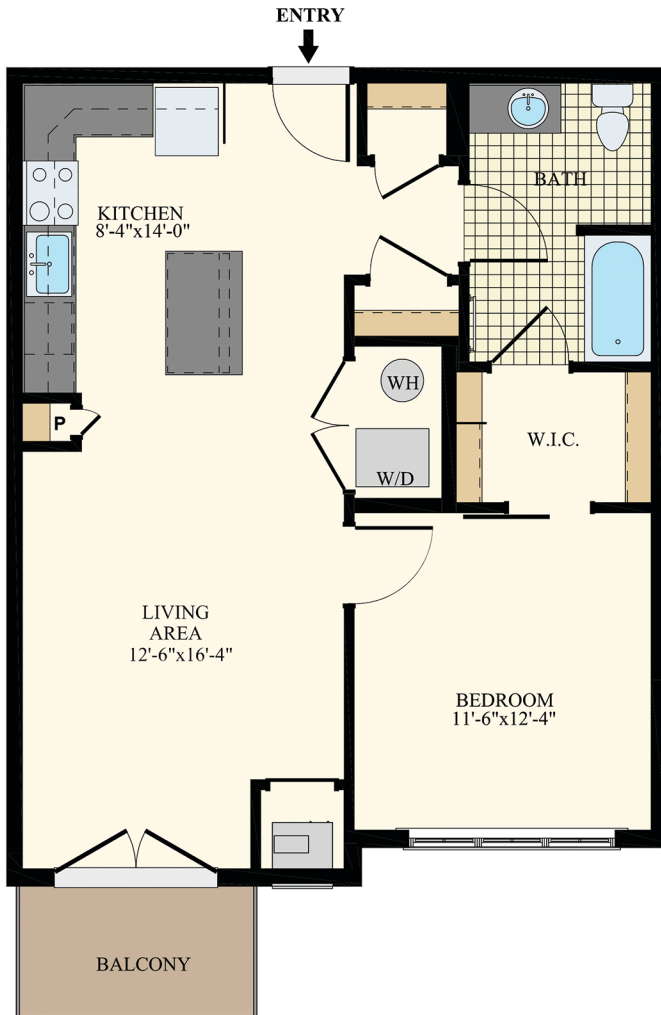 ENTRY
BATH
KITCHEN
8'-4"x14'-0"
WH
P
W.I.C.
W/D
LIVING
AREA
12'-6"x16'-4"
BEDROOM
11'-6"x12'-4"
BALCONY